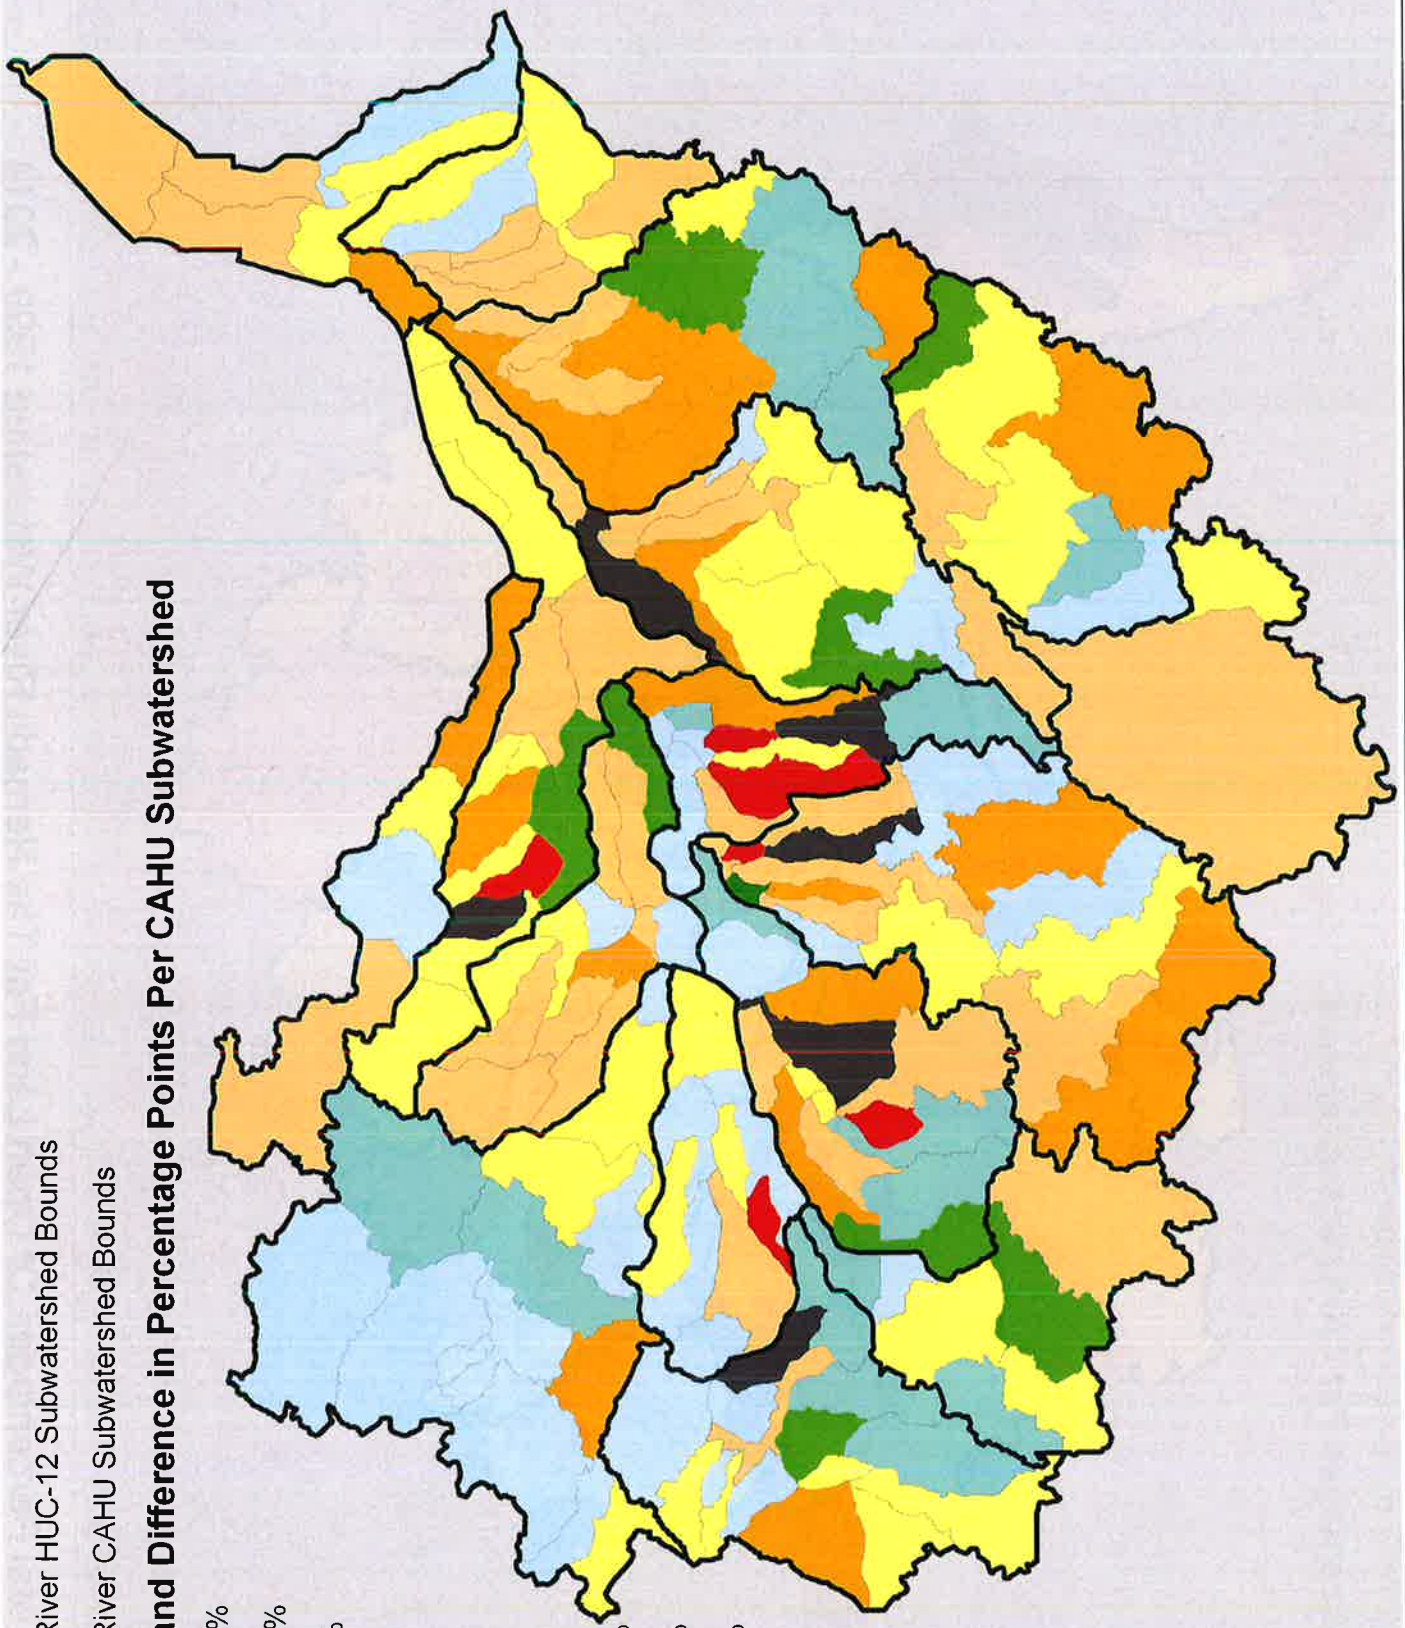 River HUC-12 Subwatershed Bounds
River CAHU Subwatershed Bounds
and Difference in Percentage Points Per CAHU Subwatershed
%
%